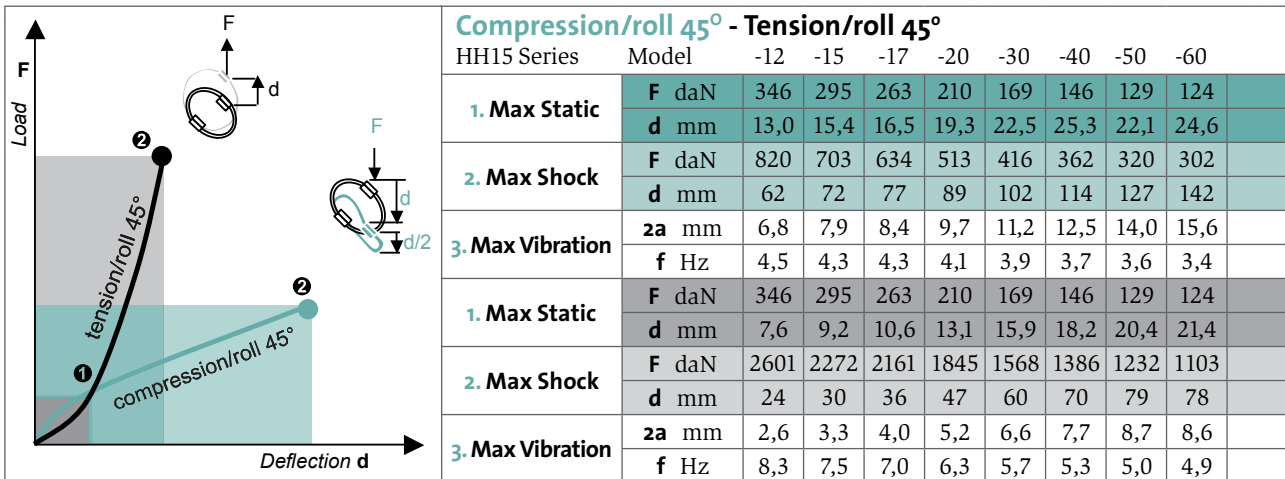 F
Load
F
d
F
d
d/2
❷
tension/roll 45°
❷
❶
compression/roll 45°
Deflection d
Compression/roll 45° - Tension/roll 45°
HH15 Series Model -12 -15 -17 -20 -30 -40 -50 -60
1. Max Static
F daN 346 295 263 210 169 146 129 124
d mm 13,0 15,4 16,5 19,3 22,5 25,3 22,1 24,6
2. Max Shock
F daN 820 703 634 513 416 362 320 302
d mm 62 72 77 89 102 114 127 142
3. Max Vibration
2a mm 6,8 7,9 8,4 9,7 11,2 12,5 14,0 15,6
f Hz 4,5 4,3 4,3 4,1 3,9 3,7 3,6 3,4
1. Max Static
F daN 346 295 263 210 169 146 129 124
d mm 7,6 9,2 10,6 13,1 15,9 18,2 20,4 21,4
2. Max Shock
F daN 2601 2272 2161 1845 1568 1386 1232 1103
d mm 24 30 36 47 60 70 79 78
3. Max Vibration
2a mm 2,6 3,3 4,0 5,2 6,6 7,7 8,7 8,6
f Hz 8,3 7,5 7,0 6,3 5,7 5,3 5,0 4,9